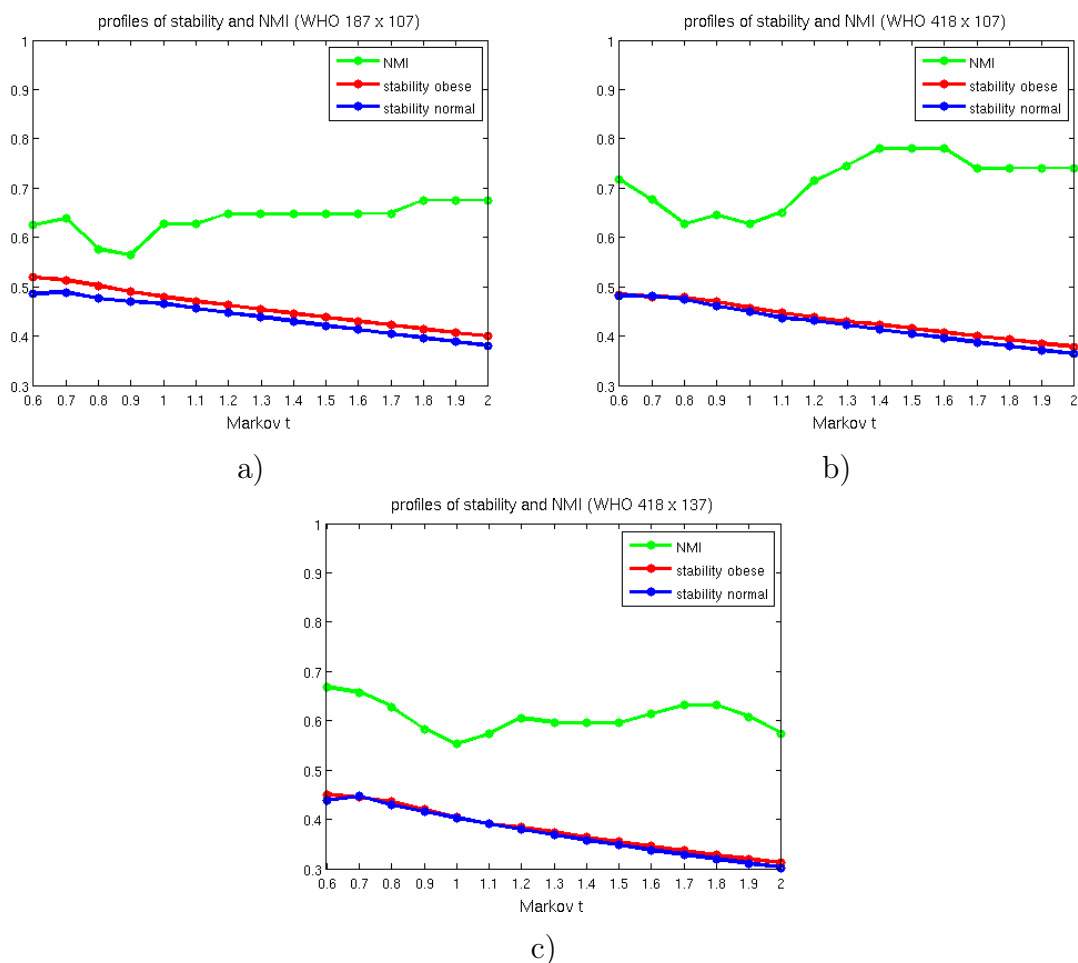 profiles of stability and NMI (WHO 187 x 107)
1
0.9
0.8
0.7
0.6
0.5
0.4
0.3
NMI
stability obese
stability normal
0.6 0.7 0.8 0.9 1 1.1 1.2 1.3 1.4 1.5 1.6 1.7 1.8 1.9 2
Markov t
a)
profiles of stability and NMI (WHO 418 x 107)
1
0.9
0.8
0.7
0.6
0.5
0.4
0.3
NMI
stability obese
stability normal
0.6 0.7 0.8 0.9 1 1.1 1.2 1.3 1.4 1.5 1.6 1.7 1.8 1.9 2
Markov t
b)
profiles of stability and NMI (WHO 418 x 137)
1
0.9
0.8
0.7
0.6
0.5
0.4
0.3
NMI
stability obese
stability normal
0.6 0.7 0.8 0.9 1 1.1 1.2 1.3 1.4 1.5 1.6 1.7 1.8 1.9 2
Markov t
c)